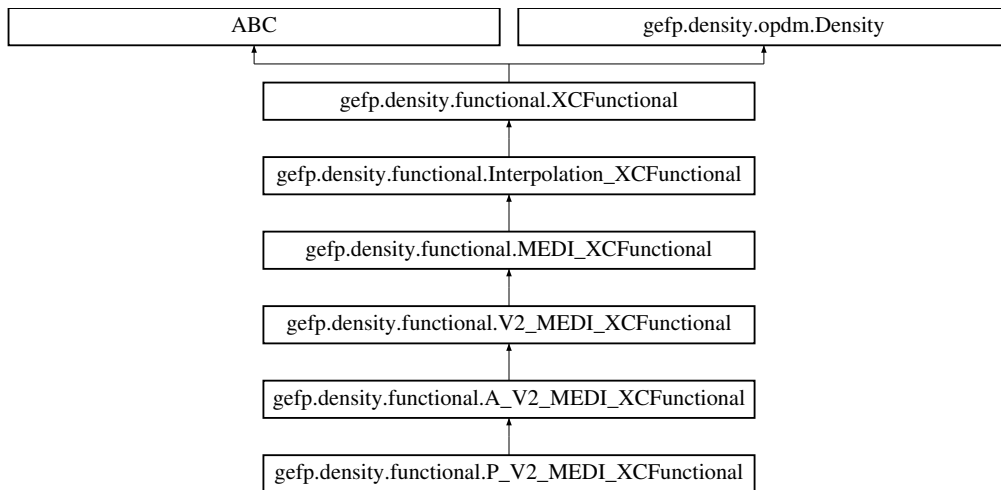 ABC
gefp.density.opdm.Density
gefp.density.functional.XCFunctional
gefp.density.functional.Interpolation_XCFunctional
gefp.density.functional.MEDI_XCFunctional
gefp.density.functional.V2_MEDI_XCFunctional
gefp.density.functional.A_V2_MEDI_XCFunctional
gefp.density.functional.P_V2_MEDI_XCFunctional